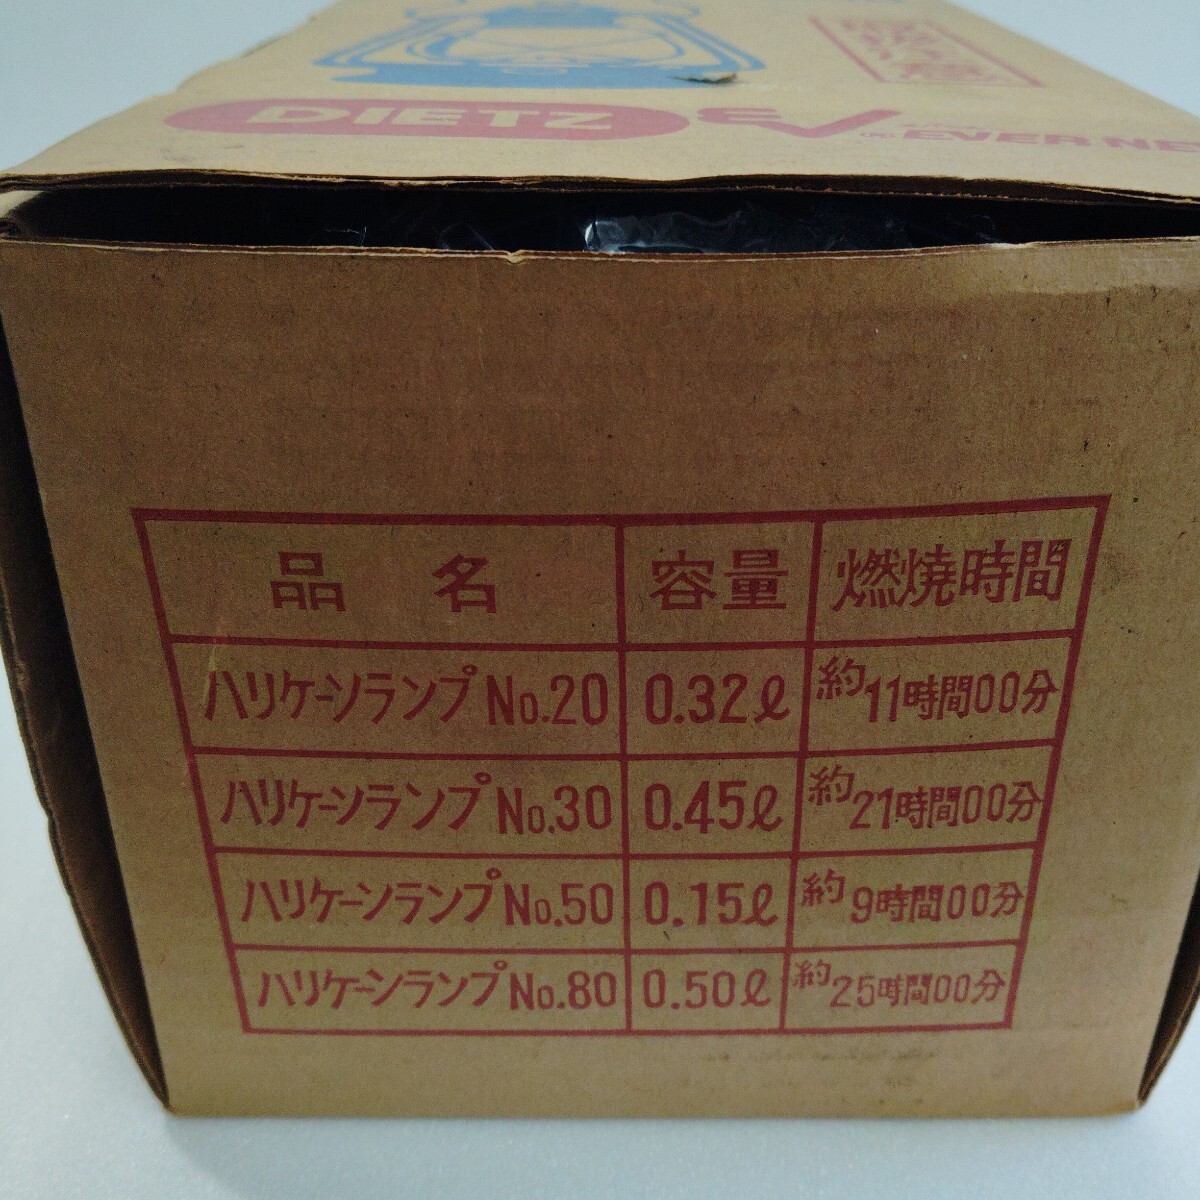 DIETZ EV EVER NE
品名 容量 燃焼時間
ハリケーンランプNo.20 0.32ℓ 約11時間00分
ハリケーンランプNo.30 0.45ℓ 約21時間00分
ハリケーンランプNo.50 0.15ℓ 約9時間00分
ハリケーンランプNo.80 0.50ℓ 約25時間00分